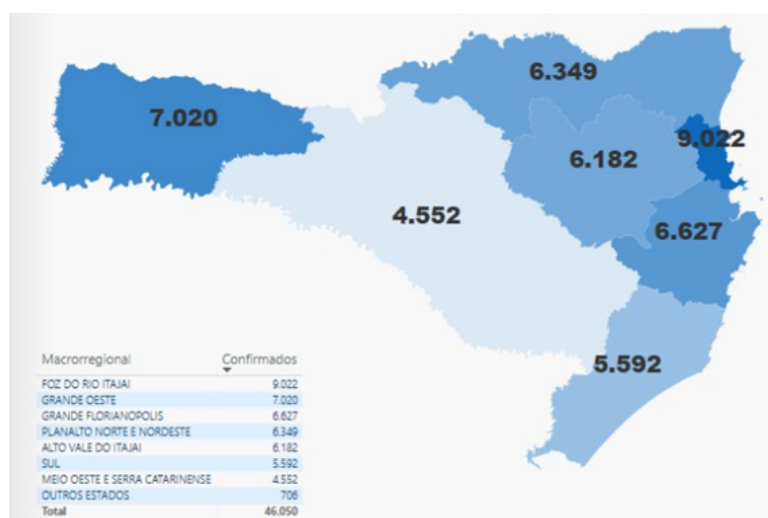 6.349
7.020
9.022
6.182
4.552
6.627
5.592
Macrorregional Confirmados
FOZ DO RIO ITAJAI 9.022
GRANDE OESTE 7.020
GRANDE FLORIANOPOLIS 6.627
PLANALTO NORTE E NORDESTE 6.349
ALTO VALE DO ITAJAI 6.182
SUL 5.592
MEIO OESTE E SERRA CATARINENSE 4.552
OUTROS ESTADOS 706
Total 46.050